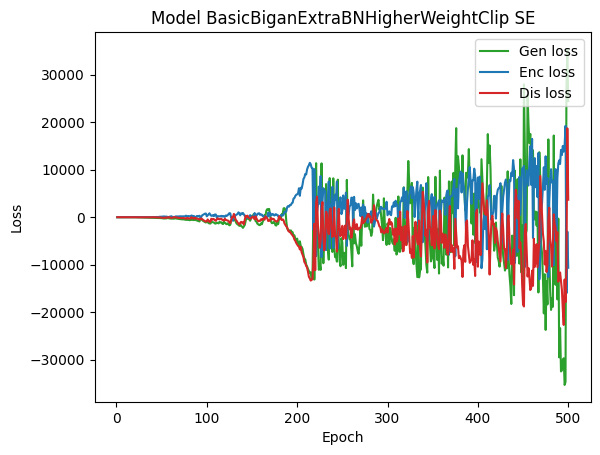 Model BasicBiganExtraBNHigherWeightClip SE
Gen loss
Enc loss
Dis loss
30000
20000
10000
0
−10000
−20000
−30000
Loss
0 100 200 300 400 500
Epoch